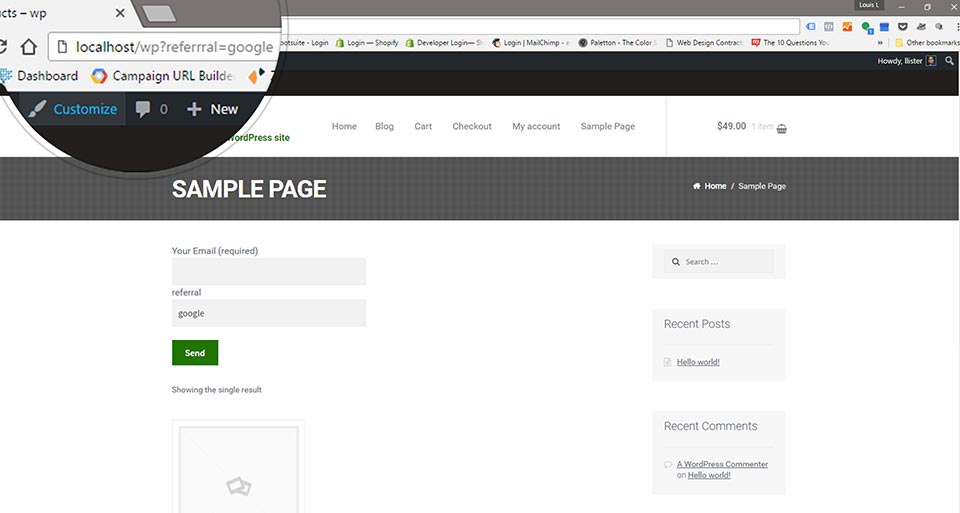 Louis L
ucts – wp
localhost/wp?referrral=google
ootsuite - Login Login — Shopify Developer Login— Sh Login | MailChimp - e Paletton - The Color S Web Design Contract The 10 Questions You » Other bookmarks
Dashboard Campaign URL Builde
Howdy, llister
Customize 0 New
WordPress site
Home Blog Cart Checkout My account Sample Page $49.00 1 item
SAMPLE PAGE
Home / Sample Page
Your Email (required)
Search …
referral
google
Send
Recent Posts
Hello world!
Showing the single result
Recent Comments
A WordPress Commenter
on Hello world!